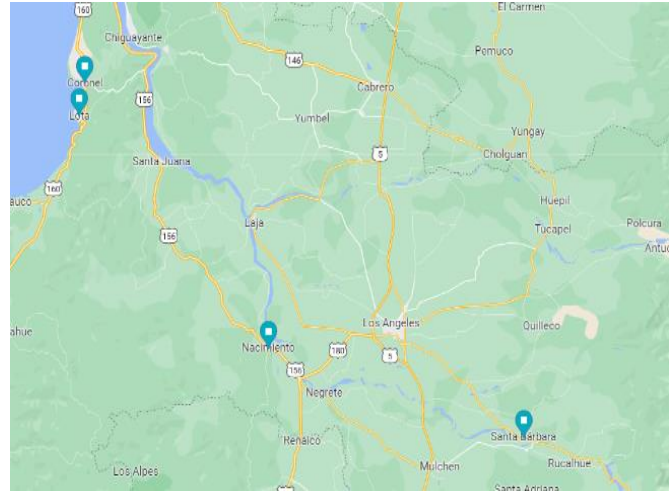 160
El Carmen
Chiguayante
Pemuco
146
Coronel
Cabrero
156
Lota
Yumbel
Yungay
5
Cholguan
Santa Juana
160
Huepil
auco
Laja
Tucapel
Polcura
156
Antuc
Los Angeles
Quilleco
ahue
Nacimiento
180
5
156
Negrete
Renaico
Santa Bárbara
Los Alpes
Mulchen
Rucalhue
Santa Adriana
5